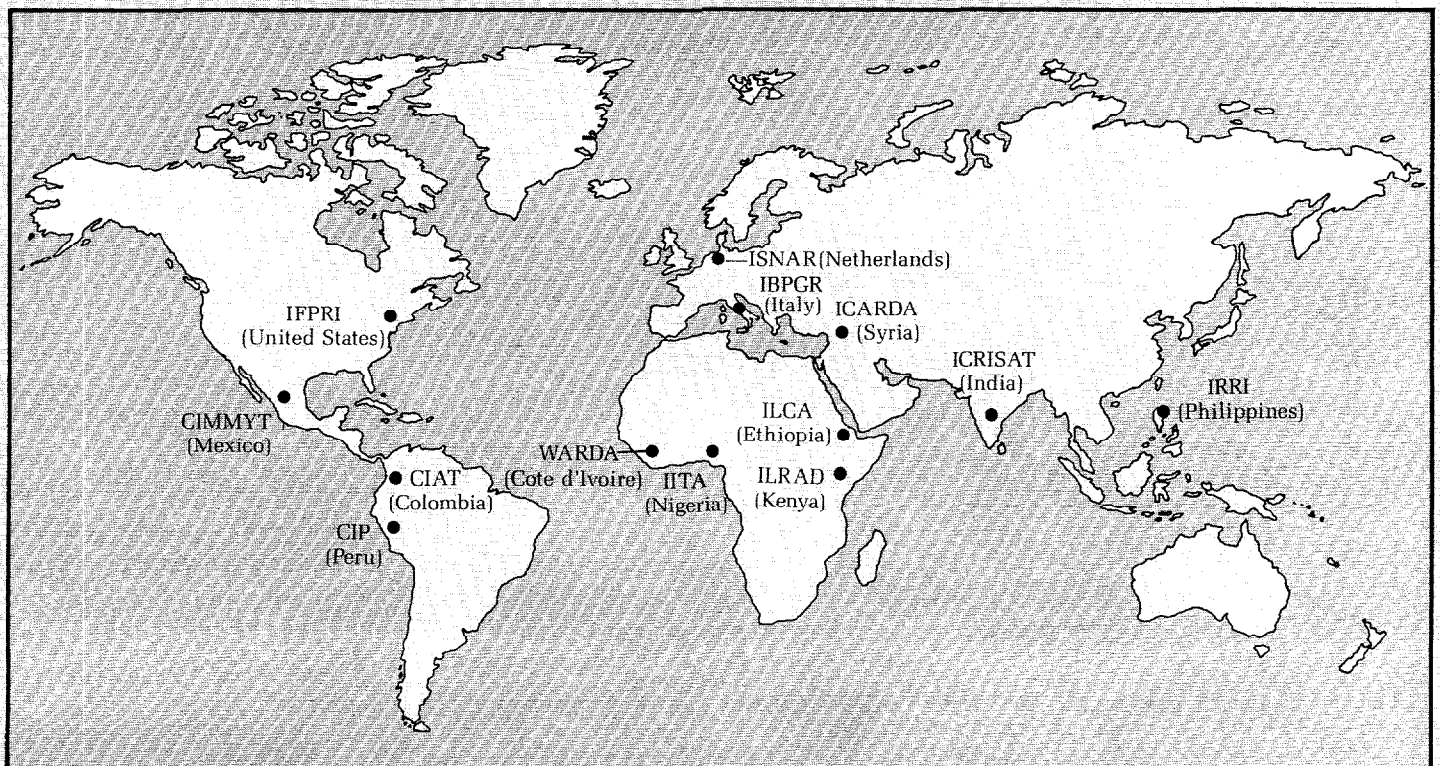 ISNAR(Netherlands)
IBPGR
(Italy)
ICARDA
(Syria)
IFPRI
(United States)
ICRISAT
(India)
IRRI
(Philippines)
CIMMYT
(Mexico)
ILCA
(Ethiopia)
WARDA
(Cote d'Ivoire)
IITA
(Nigeria)
ILRAD
(Kenya)
CIAT
(Colombia)
CIP
(Peru)